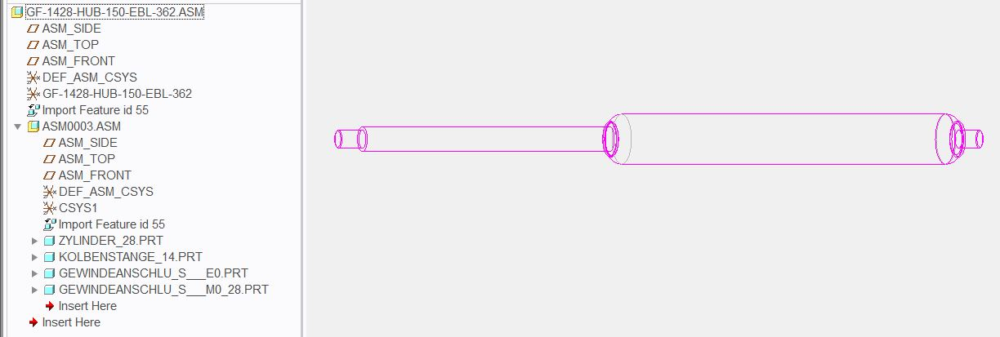 GF-1428-HUB-150-EBL-362.ASM
ASM_SIDE
ASM_TOP
ASM_FRONT
DEF_ASM_CSYS
GF-1428-HUB-150-EBL-362
Import Feature id 55
ASM0003.ASM
ASM_SIDE
ASM_TOP
ASM_FRONT
DEF_ASM_CSYS
CSYS1
Import Feature id 55
ZYLINDER_28.PRT
KOLBENSTANGE_14.PRT
GEWINDEANSCHLU_S___E0.PRT
GEWINDEANSCHLU_S___M0_28.PRT
Insert Here
Insert Here